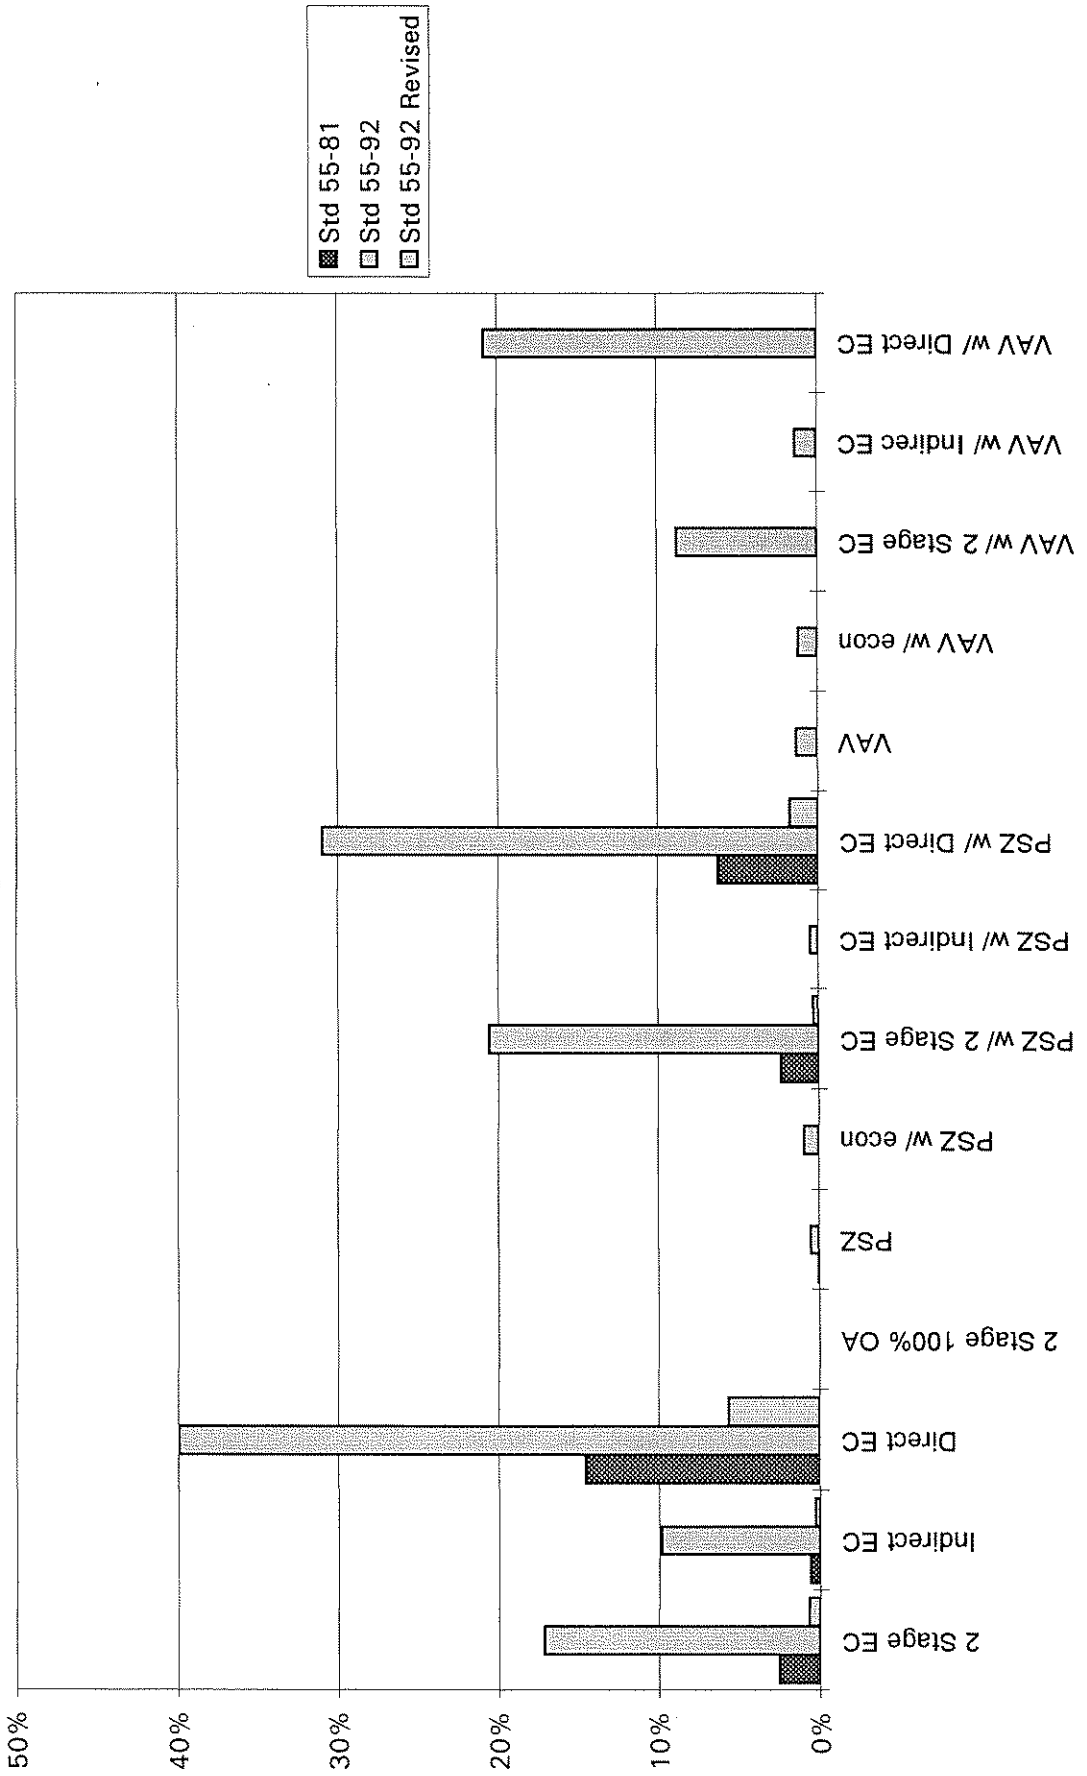 Std 55-81
Std 55-92
Std 55-92 Revised
50%
40%
30%
20%
10%
0%
2 Stage EC
Indirect EC
Direct EC
2 Stage 100% OA
PSZ
PSZ w/ econ
PSZ w/ 2 Stage EC
PSZ w/ Indirect EC
PSZ w/ Direct EC
VAV
VAV w/ econ
VAV w/ 2 Stage EC
VAV w/ Indirec EC
VAV w/ Direct EC